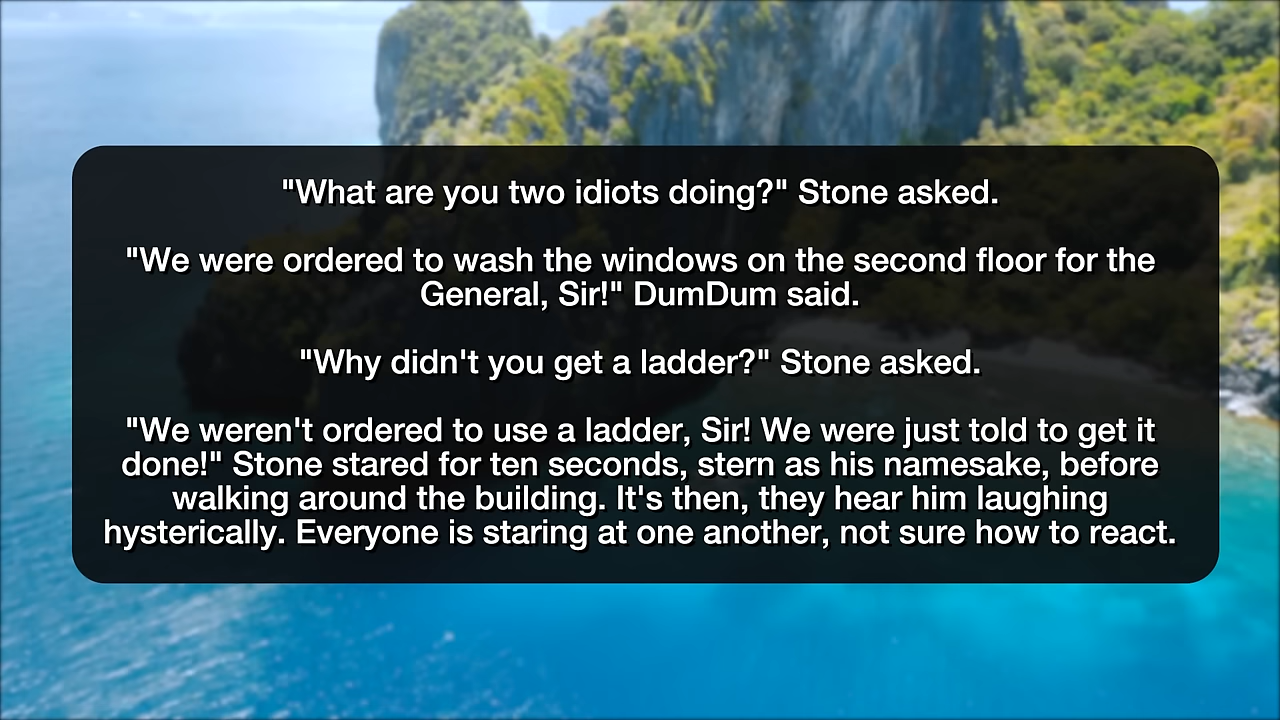 "What are you two idiots doing?" Stone asked.
"We were ordered to wash the windows on the second floor for the
General, Sir!" DumDum said.
"Why didn't you get a ladder?" Stone asked.
"We weren't ordered to use a ladder, Sir! We were just told to get it
done!" Stone stared for ten seconds, stern as his namesake, before
walking around the building. It's then, they hear him laughing
hysterically. Everyone is staring at one another, not sure how to react.